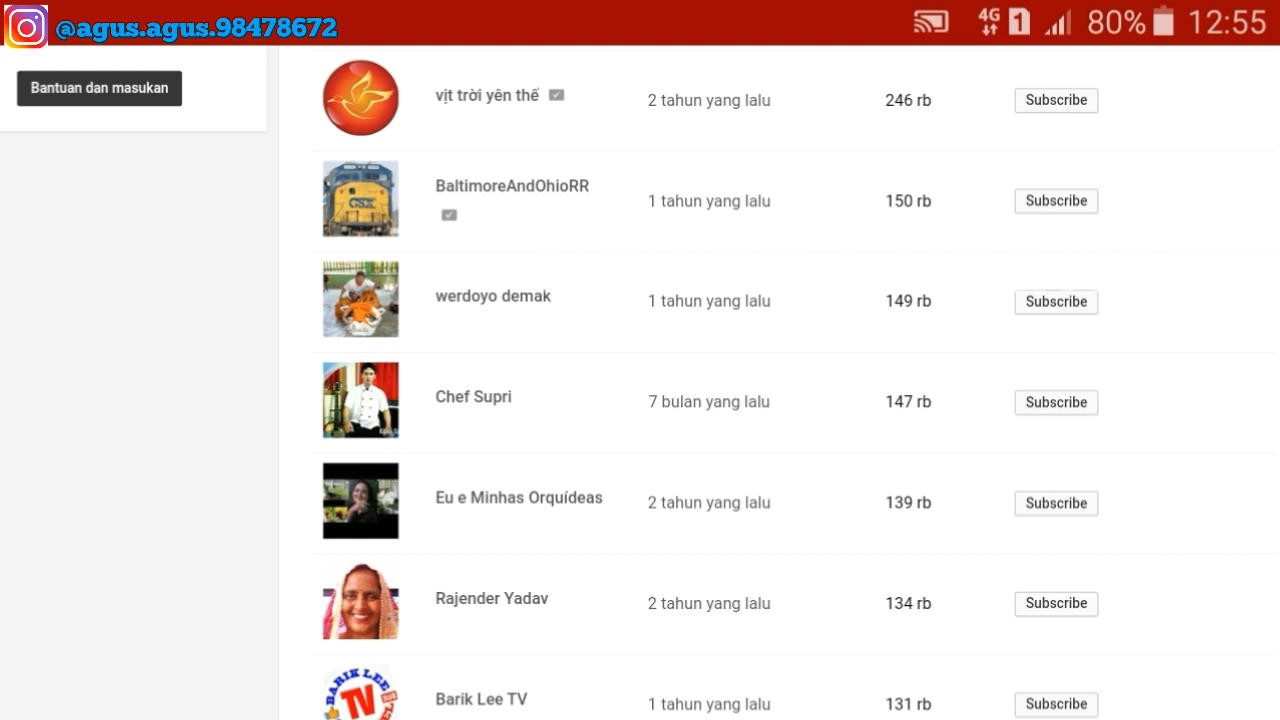 @agus.agus.98478672
4G 1 80% 12:55
Bantuan dan masukan
vịt trời yên thế 2 tahun yang lalu 246 rb Subscribe
CSX
BaltimoreAndOhioRR 1 tahun yang lalu 150 rb Subscribe
werdoyo demak 1 tahun yang lalu 149 rb Subscribe
Chef Supri 7 bulan yang lalu 147 rb Subscribe
Eu e Minhas Orquídeas 2 tahun yang lalu 139 rb Subscribe
Rajender Yadav 2 tahun yang lalu 134 rb Subscribe
BARIK LEE
TV
Barik Lee TV 1 tahun yang lalu 131 rb Subscribe